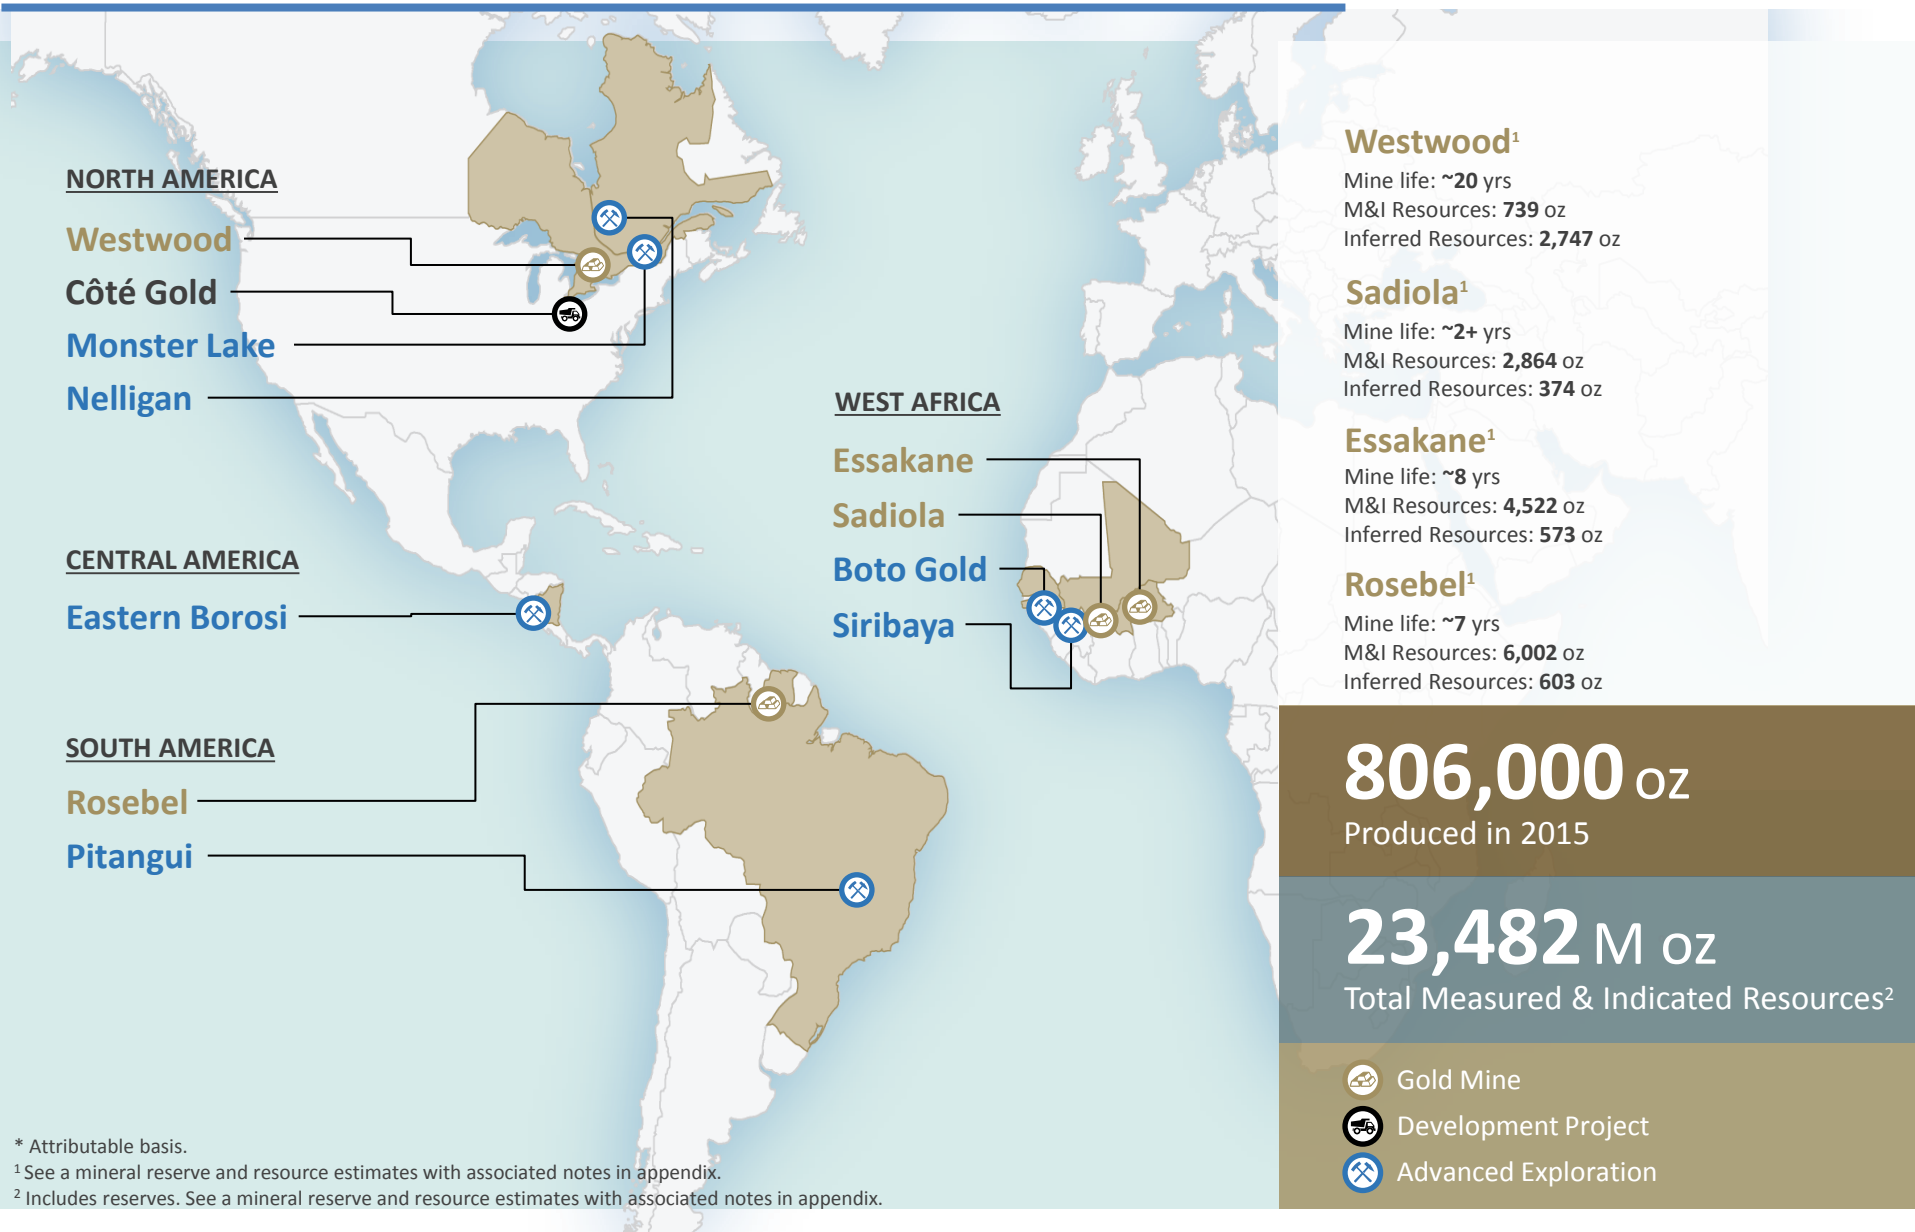 NORTH AMERICA
Westwood
Côté Gold
Monster Lake
Nelligan
CENTRAL AMERICA
Eastern Borosi
SOUTH AMERICA
Rosebel
Pitangui
WEST AFRICA
Essakane
Sadiola
Boto Gold
Siribaya
Westwood¹
Mine life: ~20 yrs
M&I Resources: 739 oz
Inferred Resources: 2,747 oz
Sadiola¹
Mine life: ~2+ yrs
M&I Resources: 2,864 oz
Inferred Resources: 374 oz
Essakane¹
Mine life: ~8 yrs
M&I Resources: 4,522 oz
Inferred Resources: 573 oz
Rosebel¹
Mine life: ~7 yrs
M&I Resources: 6,002 oz
Inferred Resources: 603 oz
806,000 oz
Produced in 2015
23,482 M oz
Total Measured & Indicated Resources²
Gold Mine
Development Project
Advanced Exploration
* Attributable basis.
¹ See a mineral reserve and resource estimates with associated notes in appendix.
² Includes reserves. See a mineral reserve and resource estimates with associated notes in appendix.